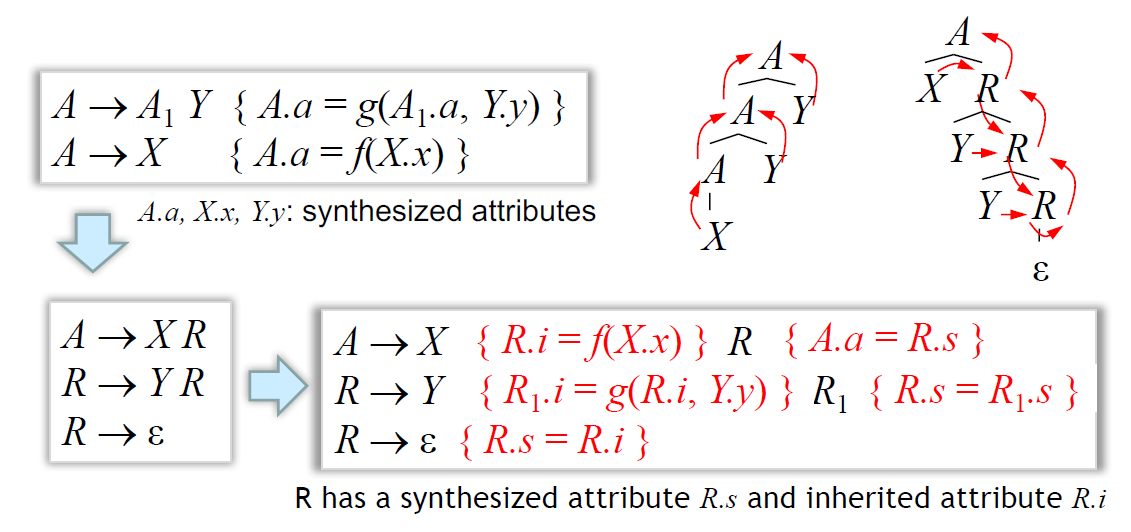 A → A₁ Y { A.a = g(A₁.a, Y.y) }
A → X { A.a = f(X.x) }
A.a, X.x, Y.y: synthesized attributes
A
A Y
A Y
X
A
X R
Y R
Y R
ε
A → X R
R → Y R
R → ε
A → X { R.i = f(X.x) } R { A.a = R.s }
R → Y { R₁.i = g(R.i, Y.y) } R₁ { R.s = R₁.s }
R → ε { R.s = R.i }
R has a synthesized attribute R.s and inherited attribute R.i